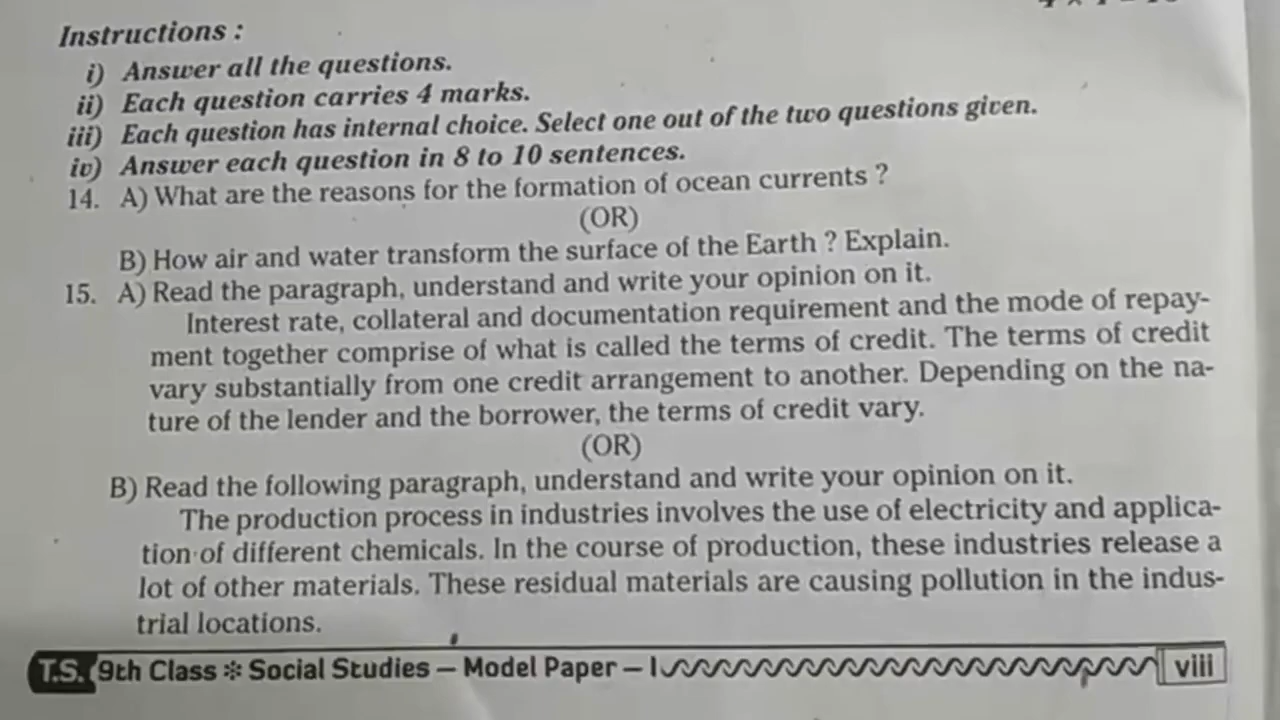 Instructions :
i) Answer all the questions.
ii) Each question carries 4 marks.
iii) Each question has internal choice. Select one out of the two questions given.
iv) Answer each question in 8 to 10 sentences.
14. A) What are the reasons for the formation of ocean currents ?
(OR)
B) How air and water transform the surface of the Earth ? Explain.
15. A) Read the paragraph, understand and write your opinion on it.
Interest rate, collateral and documentation requirement and the mode of repay-
ment together comprise of what is called the terms of credit. The terms of credit
vary substantially from one credit arrangement to another. Depending on the na-
ture of the lender and the borrower, the terms of credit vary.
(OR)
B) Read the following paragraph, understand and write your opinion on it.
The production process in industries involves the use of electricity and applica-
tion of different chemicals. In the course of production, these industries release a
lot of other materials. These residual materials are causing pollution in the indus-
trial locations.
T.S. 9th Class * Social Studies – Model Paper – I viii